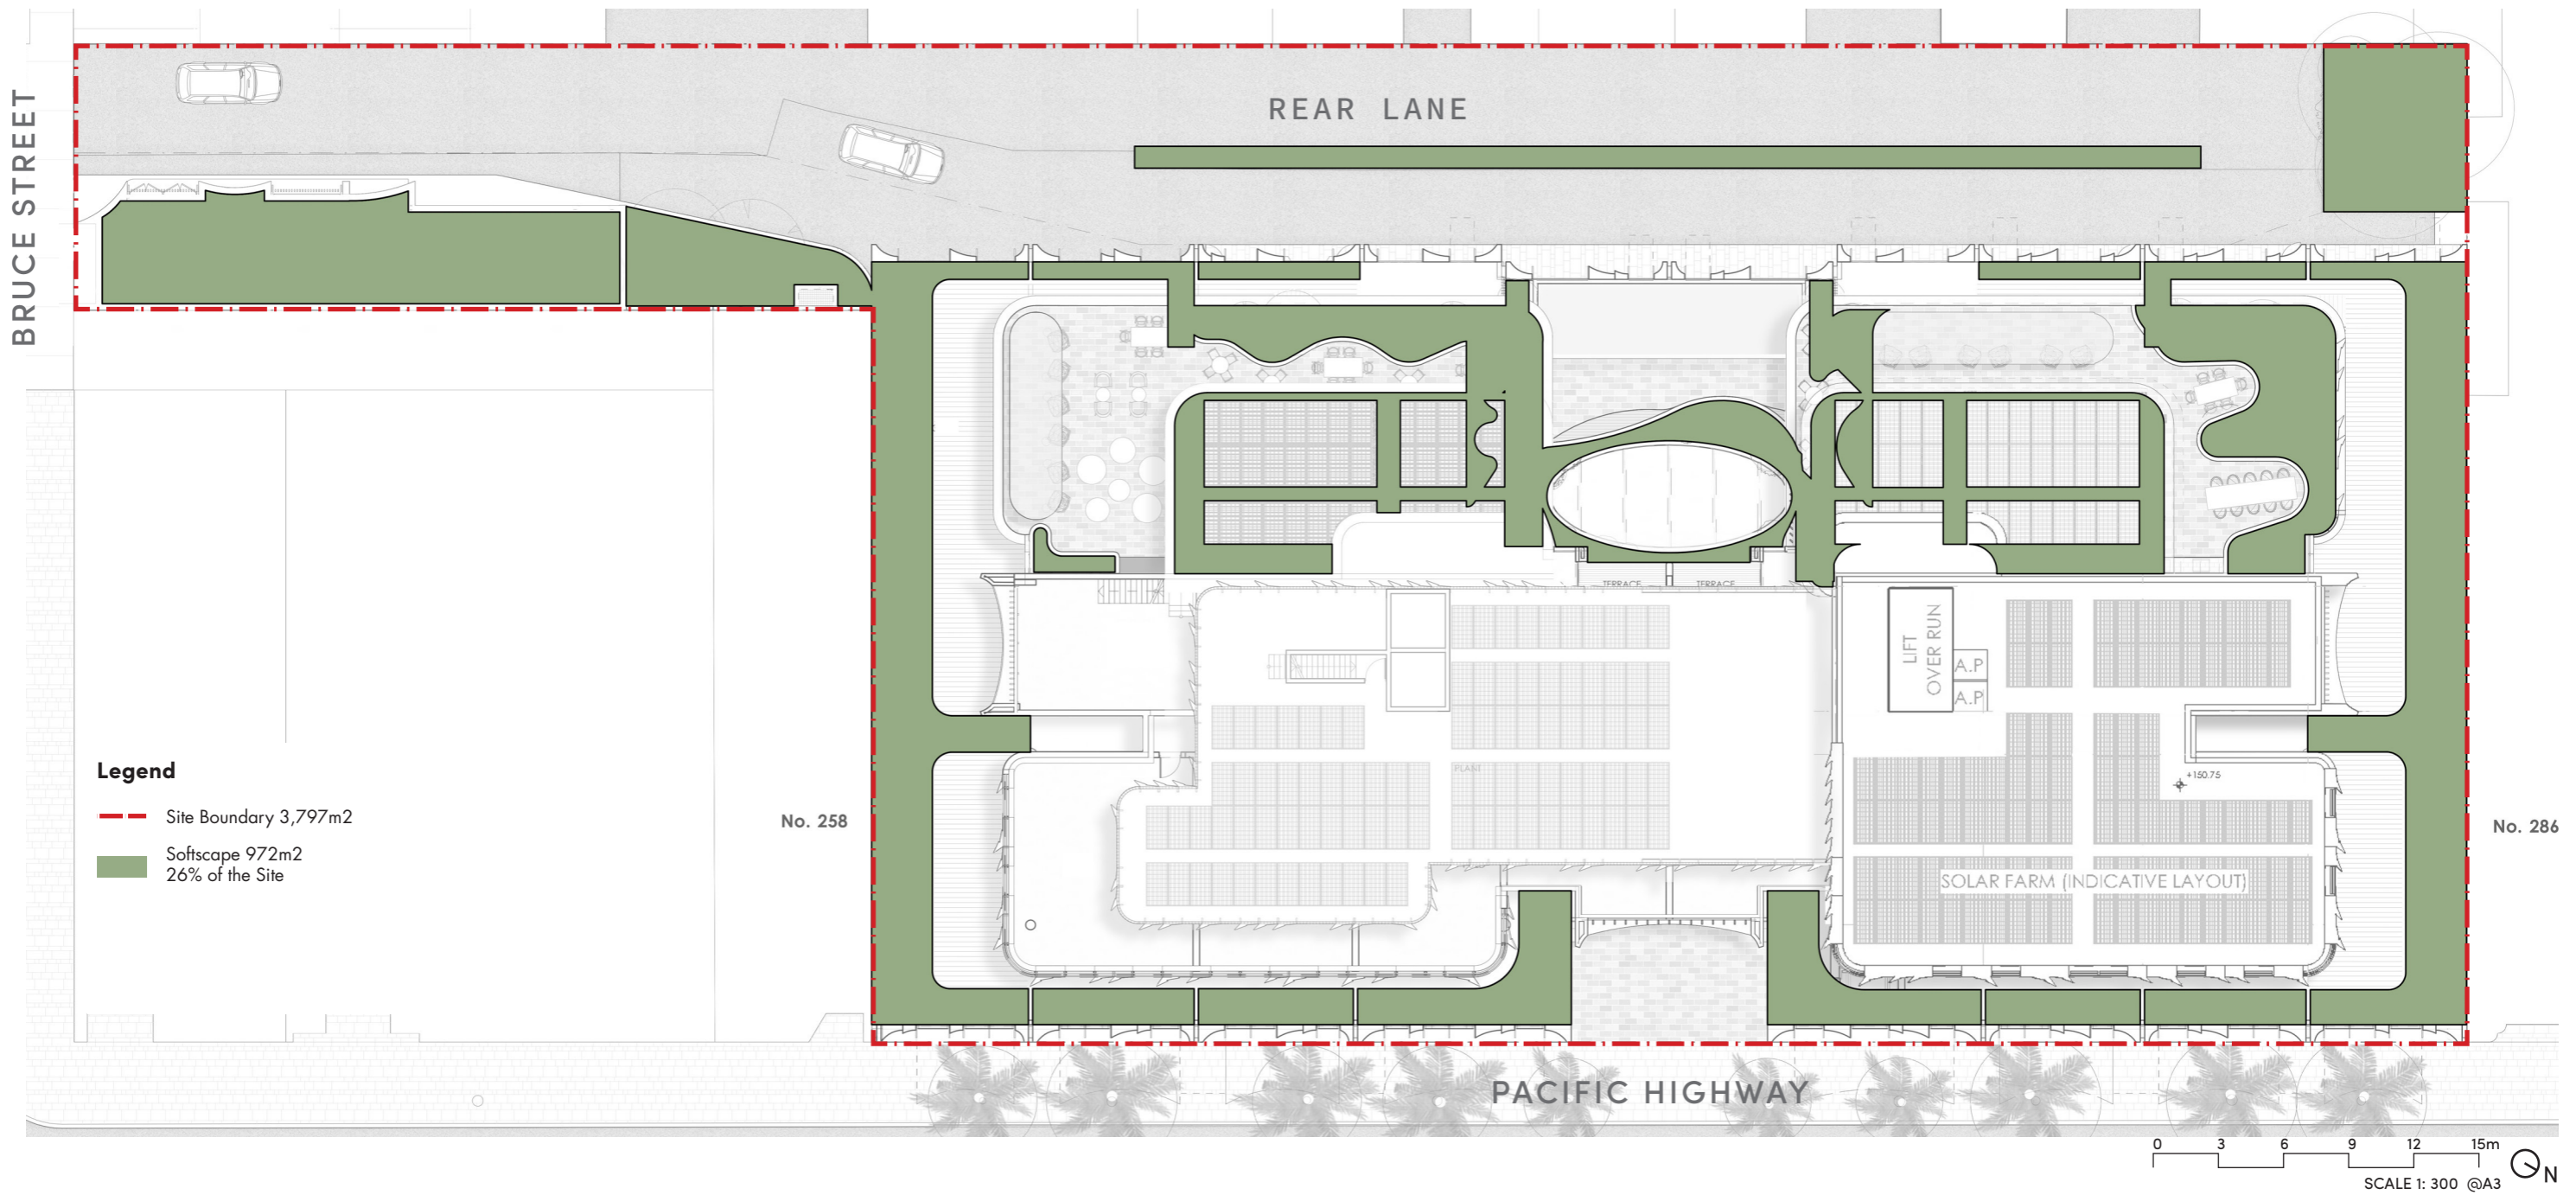 REAR LANE
BRUCE STREET
TERRACE
TERRACE
LIFT
OVER RUN
A.P
A.P
PLANT
+150.75
Legend
Site Boundary 3,797m2
Softscape 972m2
26% of the Site
No. 258
No. 286
SOLAR FARM (INDICATIVE LAYOUT)
PACIFIC HIGHWAY
0 3 6 9 12 15m
N
SCALE 1: 300 @A3